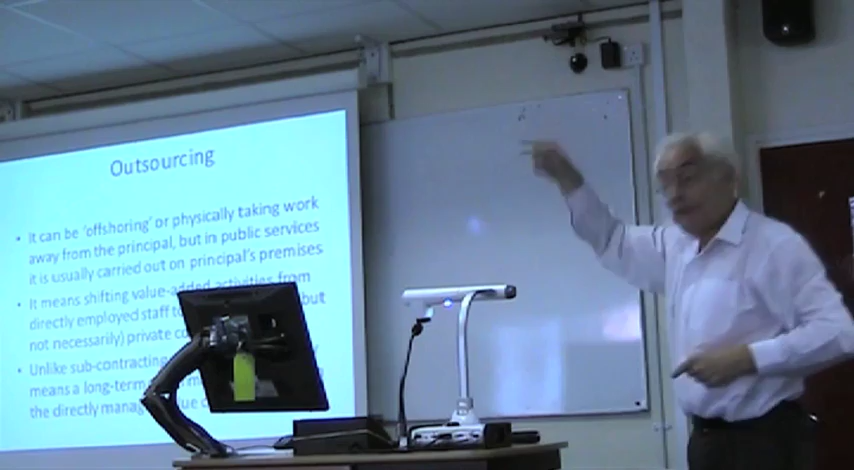 Outsourcing
• It can be 'offshoring' or physically taking work
away from the principal, but in public services
it is usually carried out on principal's premises
• It means shifting value-added activities from
directly employed staff but
not necessarily) private
• Unlike sub-contracting
means a long-term
the directly